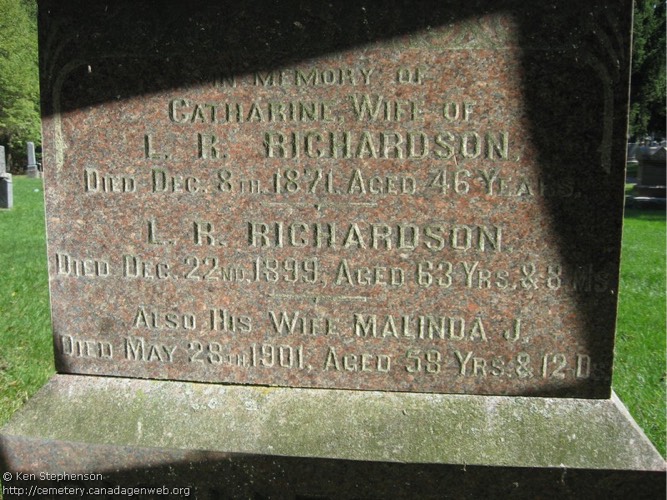 IN MEMORY OF
CATHARINE, WIFE OF
L. R. RICHARDSON,
DIED DEC. 8TH, 1871, AGED 46 YEARS.
L. R. RICHARDSON,
DIED DEC. 22ND, 1899, AGED 63 YRS. & 8 MS.
ALSO HIS WIFE MALINDA J.
DIED MAY 28TH 1901, AGED 58 YRS. & 12 DS.
© Ken Stephenson
http://cemetery.canadagenweb.org